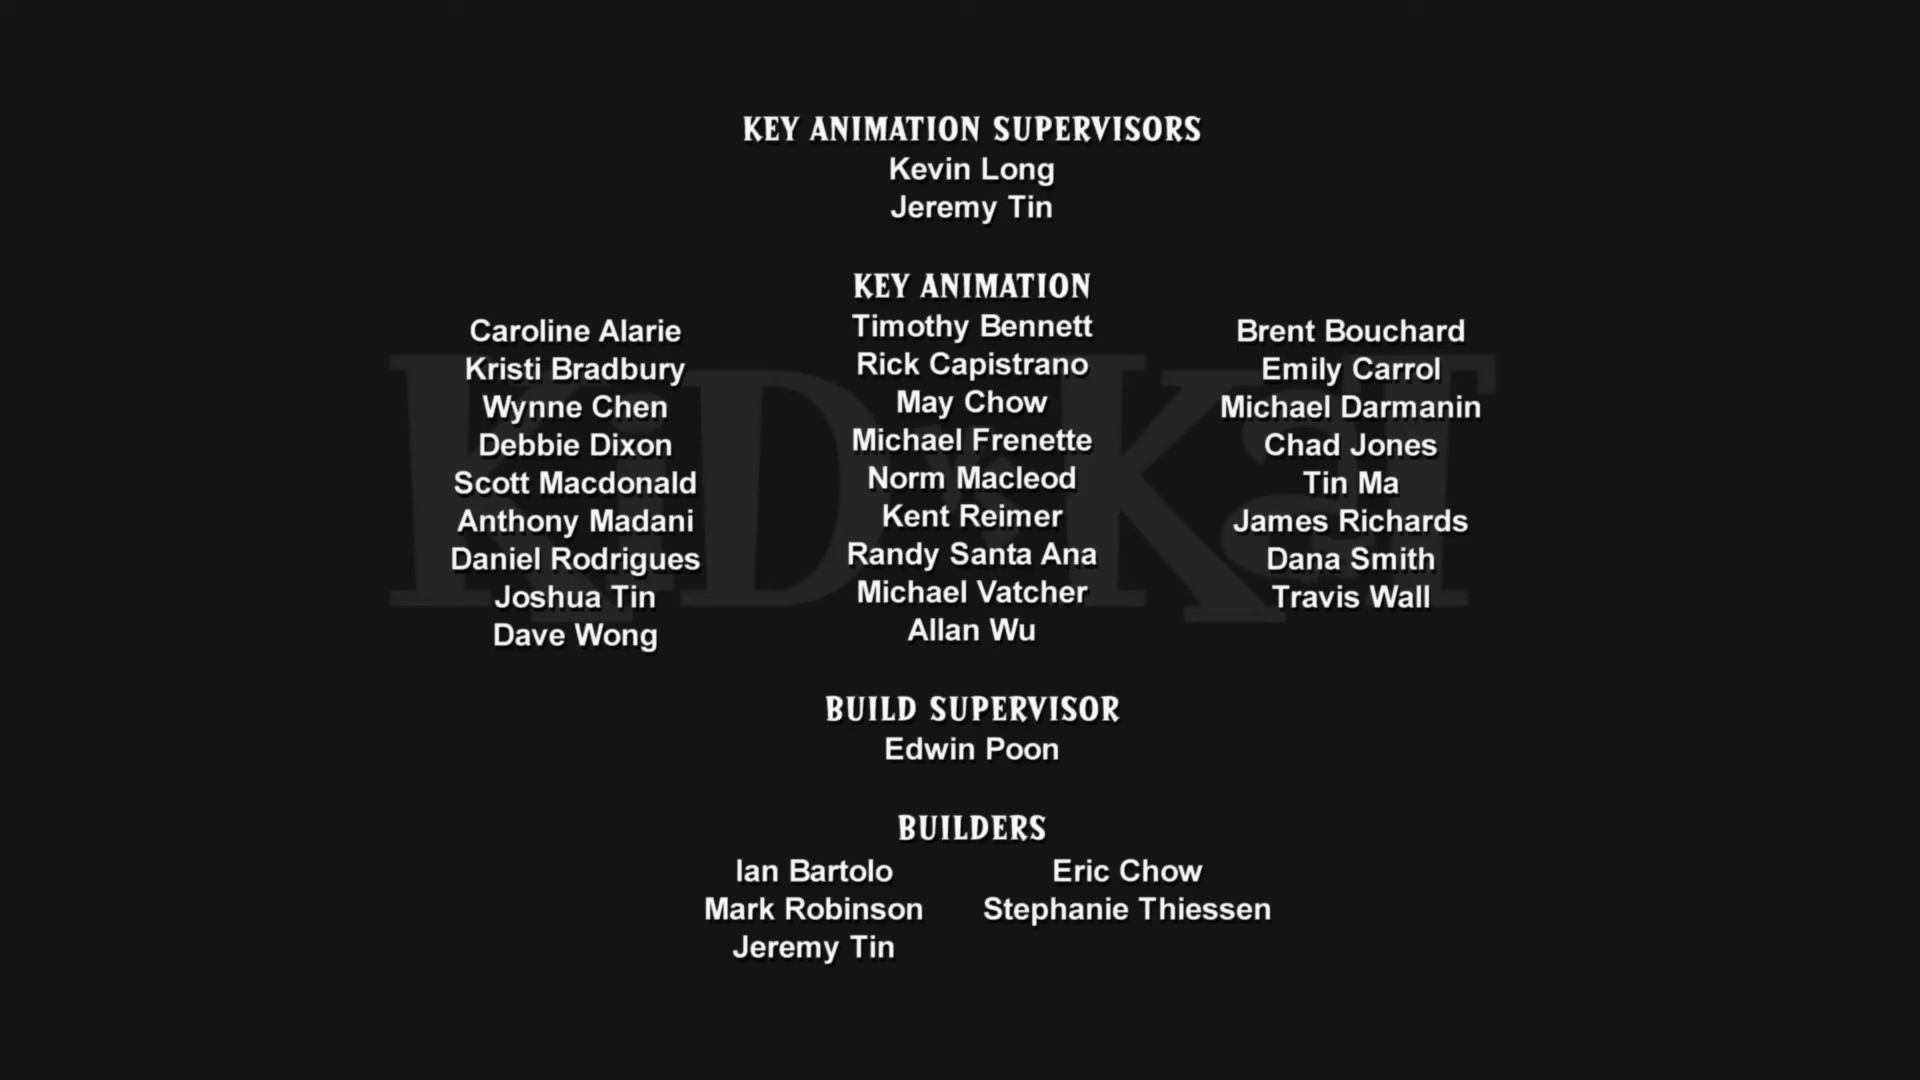 KEY ANIMATION SUPERVISORS
Kevin Long
Jeremy Tin
KEY ANIMATION
Caroline Alarie Timothy Bennett Brent Bouchard
Kristi Bradbury Rick Capistrano Emily Carrol
Wynne Chen May Chow Michael Darmanin
Debbie Dixon Michael Frenette Chad Jones
Scott Macdonald Norm Macleod Tin Ma
Anthony Madani Kent Reimer James Richards
Daniel Rodrigues Randy Santa Ana Dana Smith
Joshua Tin Michael Vatcher Travis Wall
Dave Wong Allan Wu
BUILD SUPERVISOR
Edwin Poon
BUILDERS
Ian Bartolo Eric Chow
Mark Robinson Stephanie Thiessen
Jeremy Tin
KiD vs KaT